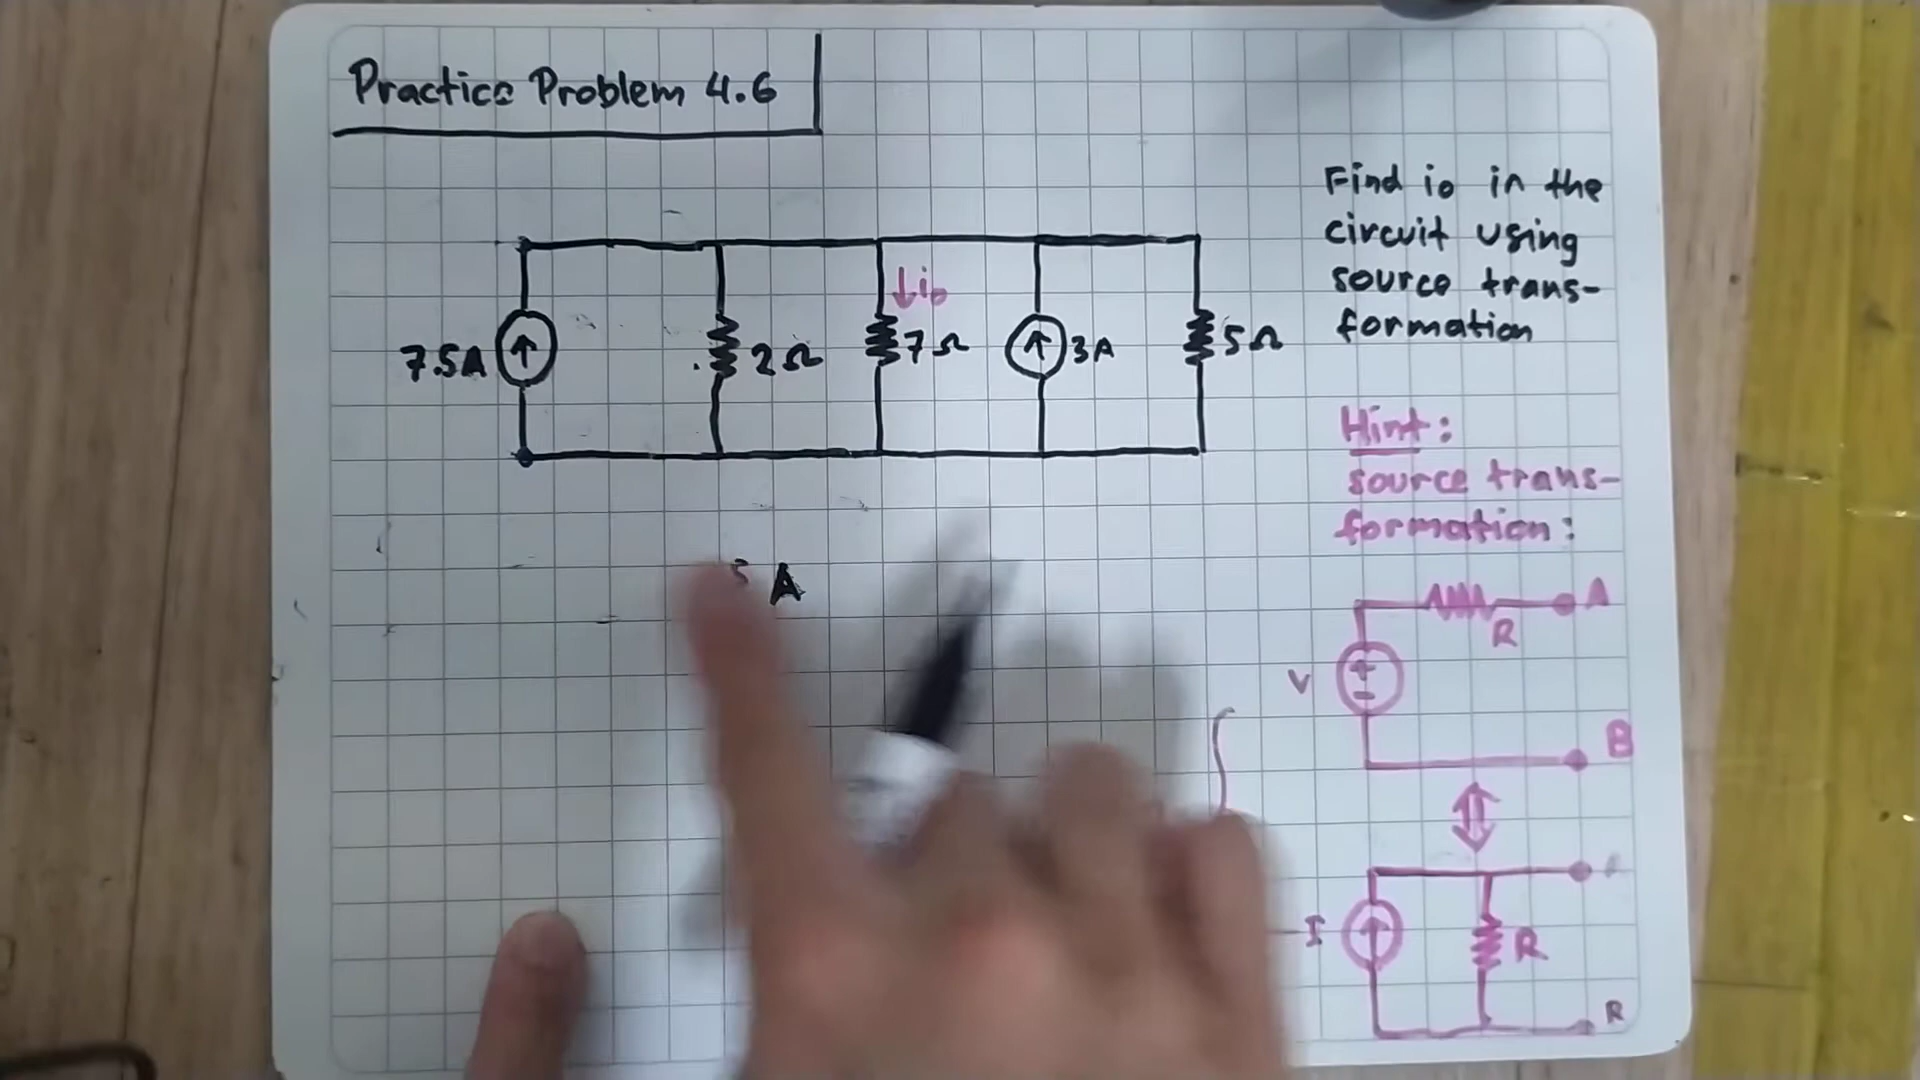 Practice Problem 4.6
Find io in the
circuit using
source trans-
formation
↓io
7.5A
2Ω
7Ω
3A
5Ω
Hint:
source trans-
formation:
A
A
R
V
+
-
B
I
R